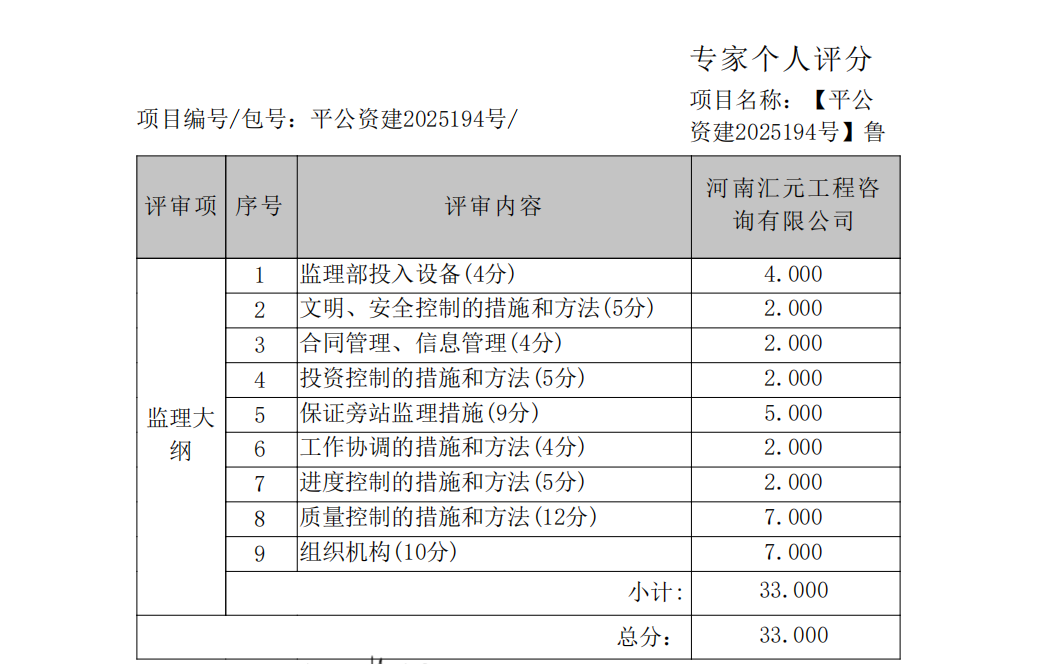 专家个人评分
项目编号/包号：平公资建2025194号/
项目名称：【平公
资建2025194号】鲁
评审项 序号 评审内容 河南汇元工程咨
询有限公司
监理大
纲
1 监理部投入设备(4分) 4.000
2 文明、安全控制的措施和方法(5分) 2.000
3 合同管理、信息管理(4分) 2.000
4 投资控制的措施和方法(5分) 2.000
5 保证旁站监理措施(9分) 5.000
6 工作协调的措施和方法(4分) 2.000
7 进度控制的措施和方法(5分) 2.000
8 质量控制的措施和方法(12分) 7.000
9 组织机构(10分) 7.000
小计: 33.000
总分： 33.000